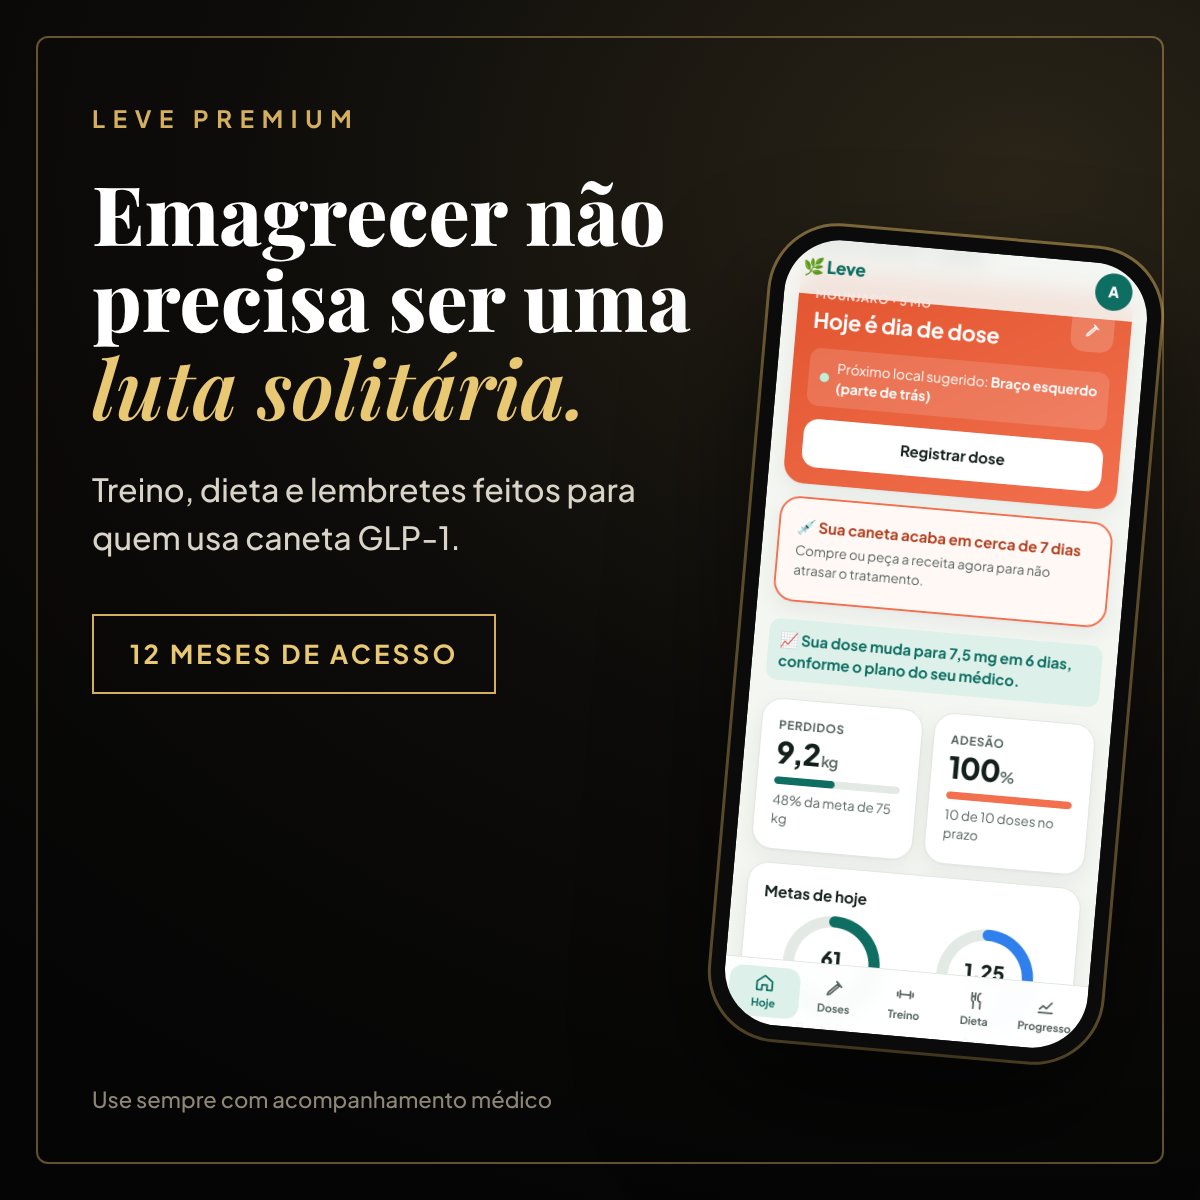 LEVE PREMIUM
Emagrecer não
precisa ser uma
luta solitária.
Treino, dieta e lembretes feitos para
quem usa caneta GLP-1.
12 MESES DE ACESSO
Use sempre com acompanhamento médico
Leve
A
Hoje é dia de dose
Próximo local sugerido: Braço esquerdo
(parte de trás)
Registrar dose
Sua caneta acaba em cerca de 7 dias
Compre ou peça a receita agora para não
atrasar o tratamento.
Sua dose muda para 7,5 mg em 6 dias,
conforme o plano do seu médico.
PERDIDOS
9,2kg
48% da meta de 75
kg
ADESÃO
100%
10 de 10 doses no
prazo
Metas de hoje
61
1,25
Hoje
Doses
Treino
Dieta
Progresso